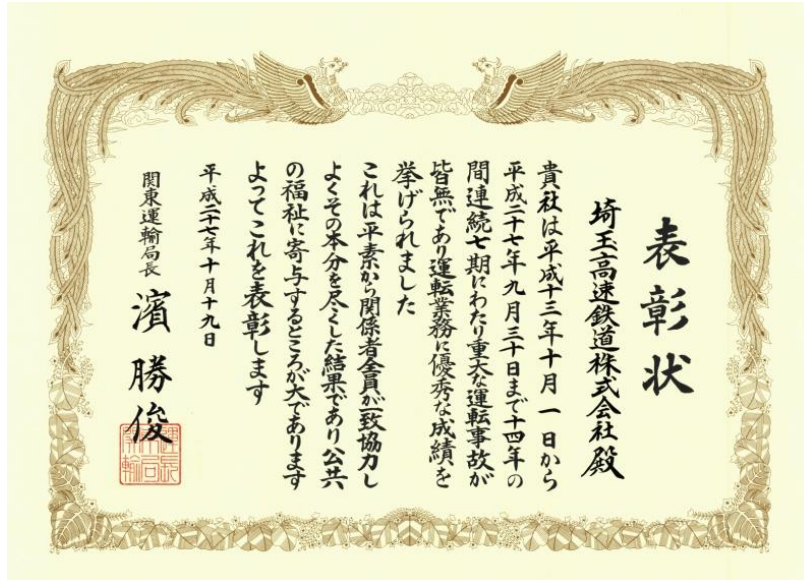 表彰状
埼玉高速鉄道株式会社殿
貴社は平成十三年十月一日から
平成二十七年九月三十日まで十四年の
間連続七期にわたり重大な運転事故が
皆無であり運転業務に優秀な成績を
挙げられました
これは平素から関係者全員が一致協力し
よくその本分を尽くした結果であり公共
の福祉に寄与するところが大であります
よってこれを表彰します
平成二十七年十月十九日
関東運輸局長 濱勝俊